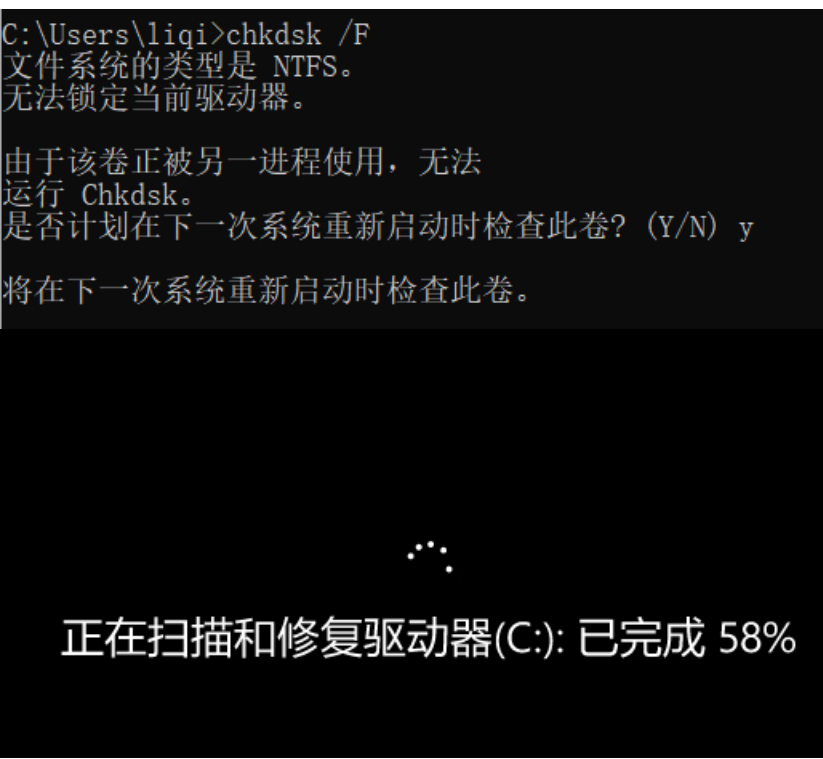 C:\Users\liqi>chkdsk /F
文件系统的类型是 NTFS。
无法锁定当前驱动器。
由于该卷正被另一进程使用，无法
运行 Chkdsk。
是否计划在下一次系统重新启动时检查此卷? (Y/N) y
将在下一次系统重新启动时检查此卷。
正在扫描和修复驱动器(C:): 已完成 58%